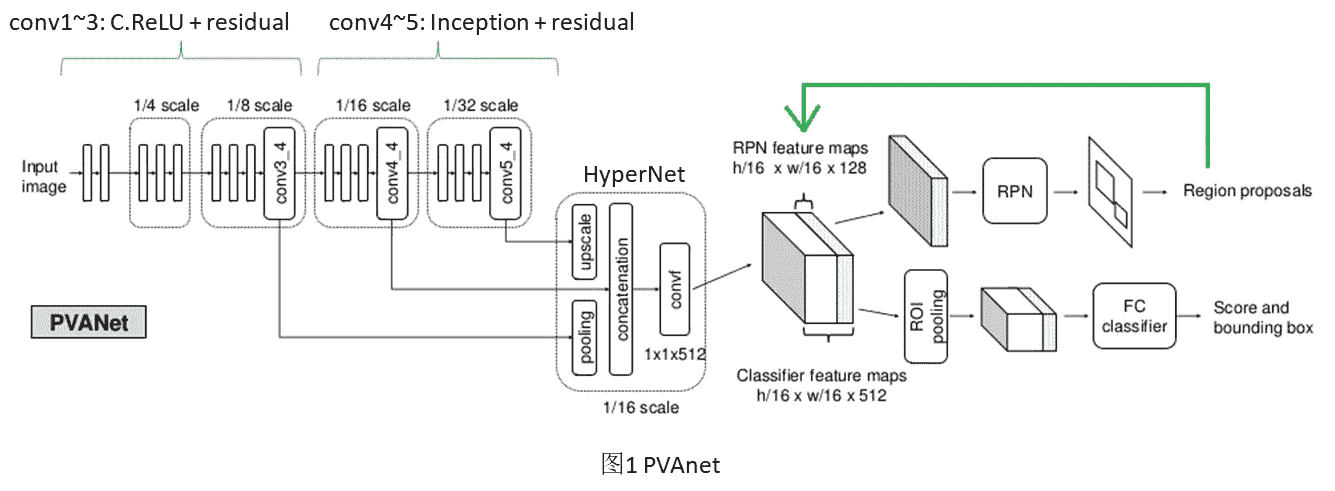 conv1~3: C.ReLU + residual
conv4~5: Inception + residual
1/4 scale
1/8 scale
1/16 scale
1/32 scale
Input
image
conv3_4
conv4_4
conv5_4
HyperNet
upscale
pooling
concatenation
convf
1x1x512
1/16 scale
PVANet
RPN feature maps
h/16 x w/16 x 128
RPN
Region proposals
Classifier feature maps
h/16 x w/16 x 512
ROI
pooling
FC
classifier
Score and
bounding box
图1 PVAnet